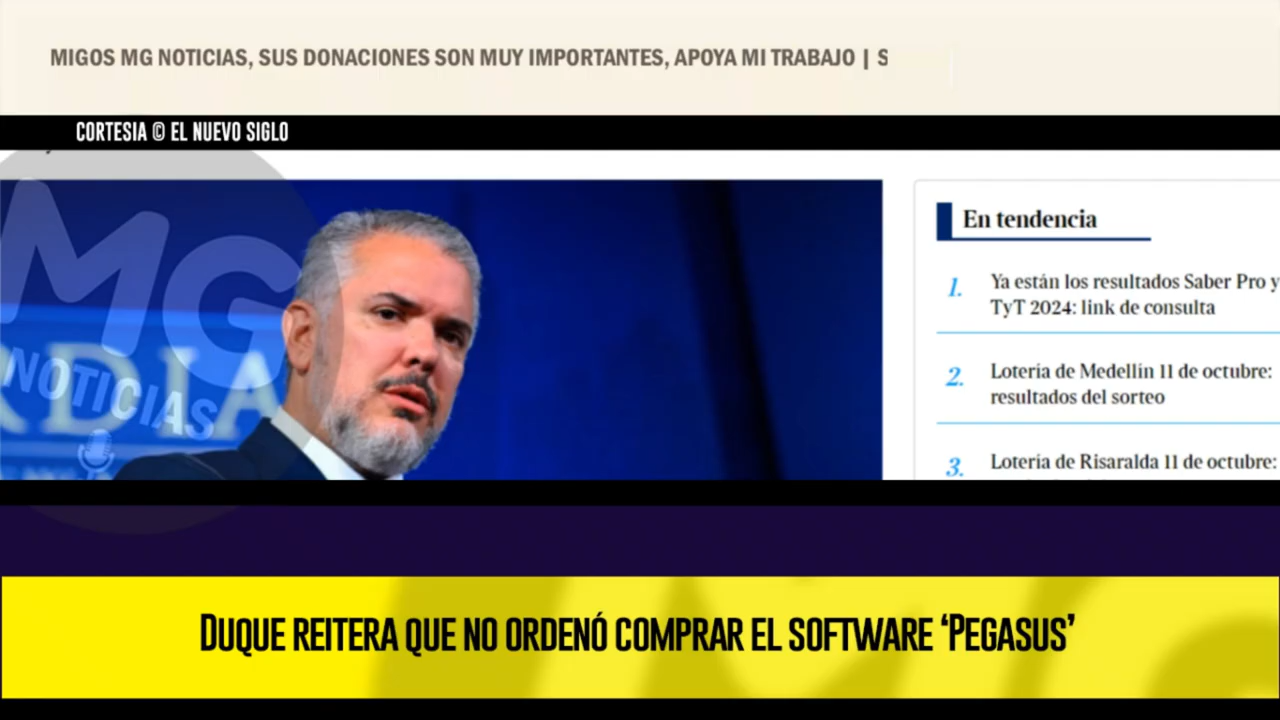 MIGOS MG NOTICIAS, SUS DONACIONES SON MUY IMPORTANTES, APOYA MI TRABAJO | S
CORTESIA © EL NUEVO SIGLO
MG
NOTICIAS
RDIA
En tendencia
1. Ya están los resultados Saber Pro y
TyT 2024: link de consulta
2. Lotería de Medellín 11 de octubre:
resultados del sorteo
3. Lotería de Risaralda 11 de octubre:
DUQUE REITERA QUE NO ORDENÓ COMPRAR EL SOFTWARE ‘PEGASUS’